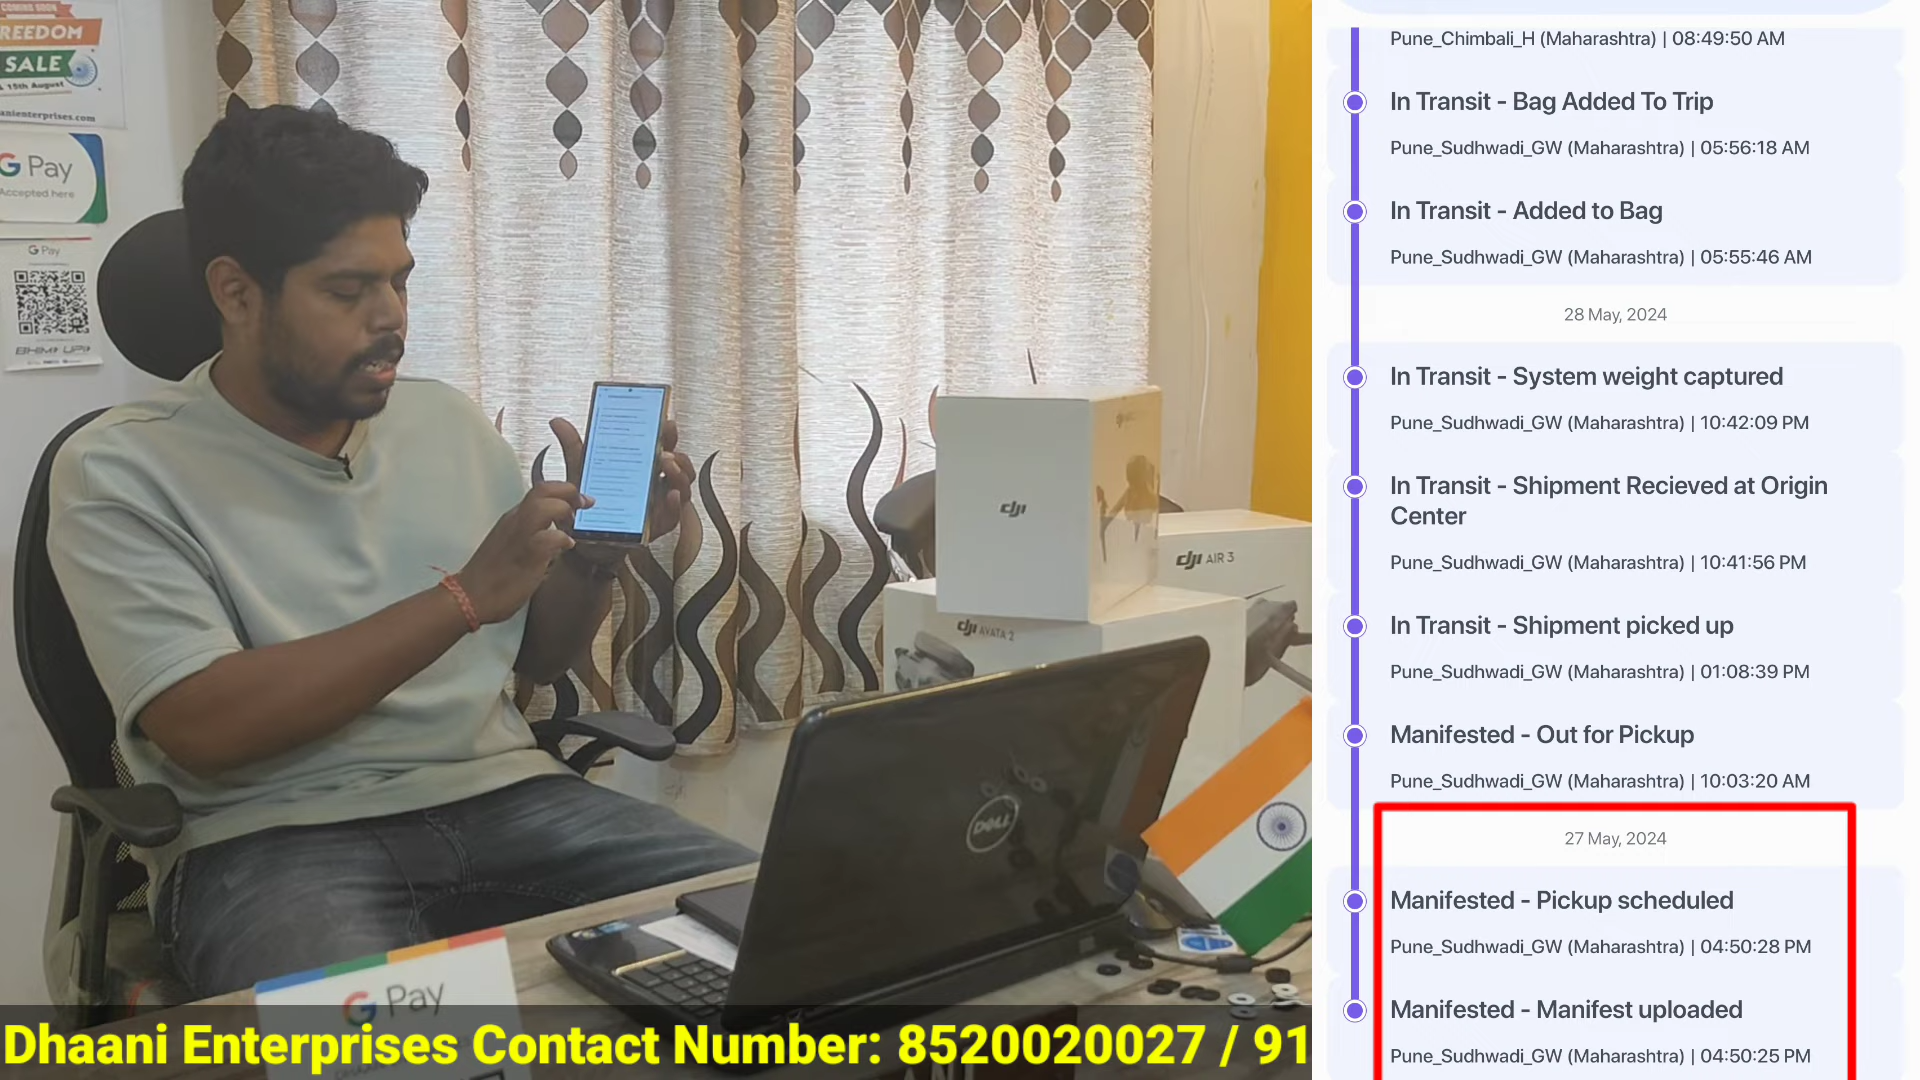 COMING SOON
REEDOM
SALE
& 15th August
anienterprises.com
G Pay
Accepted here
G Pay
BHIM UPI
dji
dji AIR 3
dji AVATA 2
DELL
G Pay
Dhaani Enterprises Contact Number: 8520020027 / 91
Pune_Chimbali_H (Maharashtra) | 08:49:50 AM
In Transit - Bag Added To Trip
Pune_Sudhwadi_GW (Maharashtra) | 05:56:18 AM
In Transit - Added to Bag
Pune_Sudhwadi_GW (Maharashtra) | 05:55:46 AM
28 May, 2024
In Transit - System weight captured
Pune_Sudhwadi_GW (Maharashtra) | 10:42:09 PM
In Transit - Shipment Recieved at Origin
Center
Pune_Sudhwadi_GW (Maharashtra) | 10:41:56 PM
In Transit - Shipment picked up
Pune_Sudhwadi_GW (Maharashtra) | 01:08:39 PM
Manifested - Out for Pickup
Pune_Sudhwadi_GW (Maharashtra) | 10:03:20 AM
27 May, 2024
Manifested - Pickup scheduled
Pune_Sudhwadi_GW (Maharashtra) | 04:50:28 PM
Manifested - Manifest uploaded
Pune_Sudhwadi_GW (Maharashtra) | 04:50:25 PM